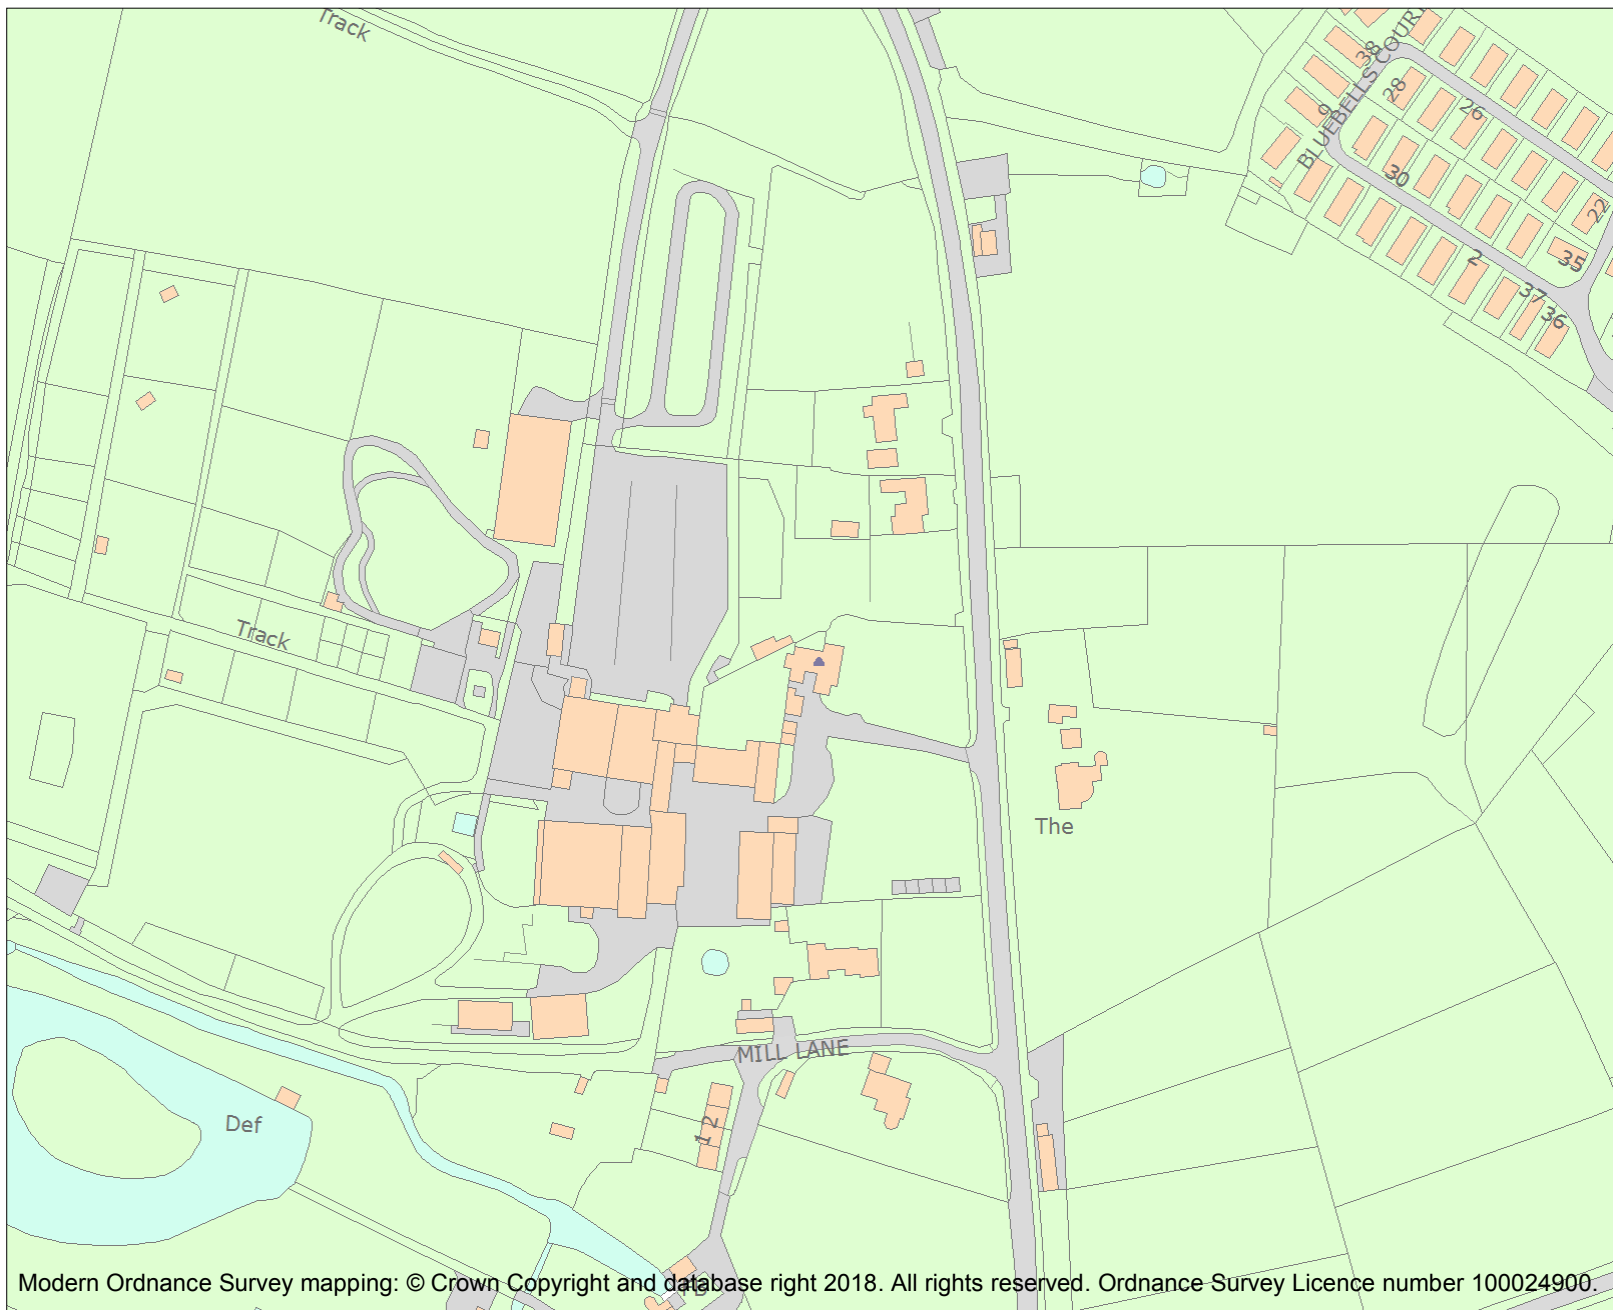 Track
BLUEBELLS COURT
38
28
26
9
30
22
2
35
37
36
Track
The
MILL LANE
Def
1 2
Modern Ordnance Survey mapping: © Crown Copyright and database right 2018. All rights reserved. Ordnance Survey Licence number 100024900.